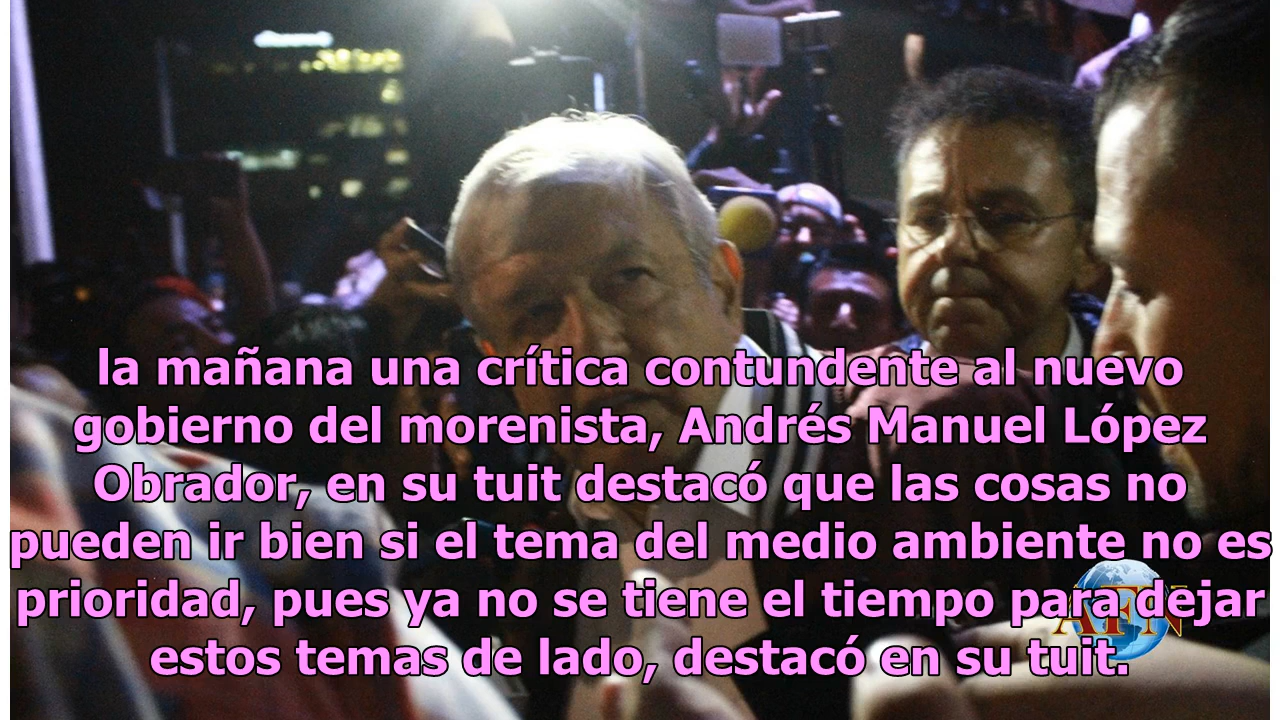 la mañana una crítica contundente al nuevo
gobierno del morenista, Andrés Manuel López
Obrador, en su tuit destacó que las cosas no
pueden ir bien si el tema del medio ambiente no es
prioridad, pues ya no se tiene el tiempo para dejar
estos temas de lado, destacó en su tuit.
AFN